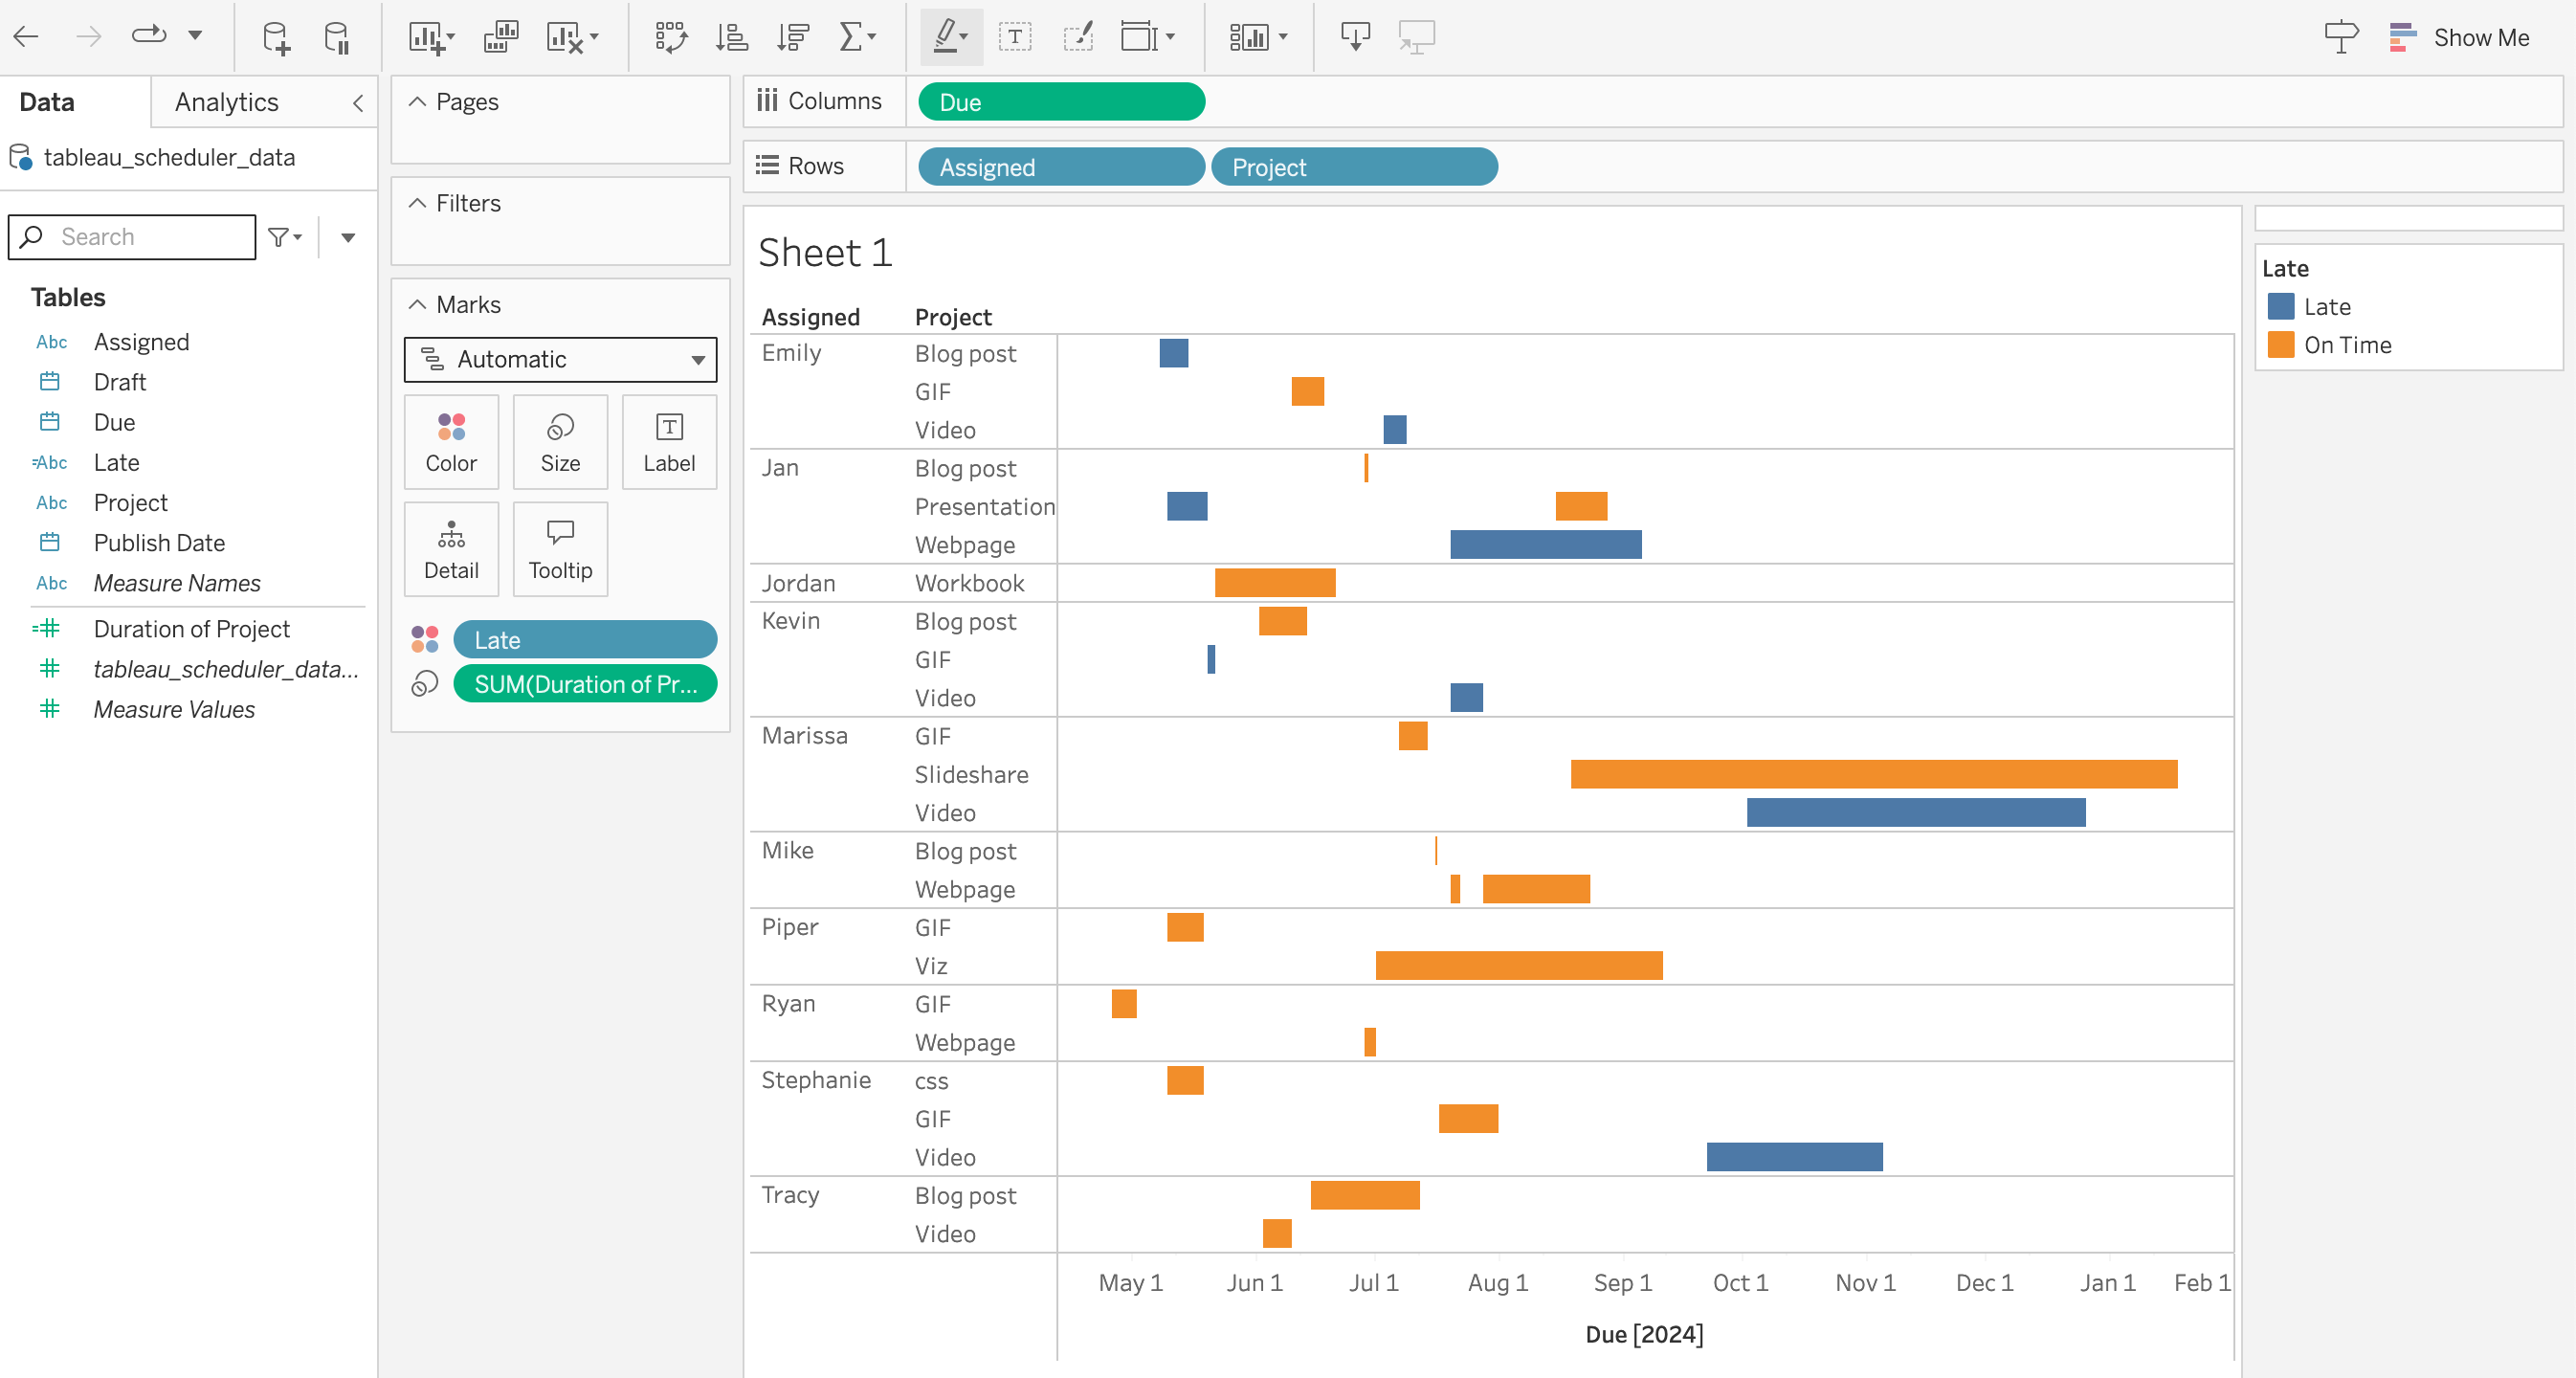 Show Me
Data
Analytics
tableau_scheduler_data
Search
Tables
Abc Assigned
Draft
Due
=Abc Late
Abc Project
Publish Date
Abc Measure Names
Duration of Project
tableau_scheduler_data...
Measure Values
Pages
Filters
Marks
Automatic
Color Size Label
Detail Tooltip
Late
SUM(Duration of Pr...
Columns Due
Rows Assigned Project
Sheet 1
Assigned Project
Emily Blog post
GIF
Video
Jan Blog post
Presentation
Webpage
Jordan Workbook
Kevin Blog post
GIF
Video
Marissa GIF
Slideshare
Video
Mike Blog post
Webpage
Piper GIF
Viz
Ryan GIF
Webpage
Stephanie css
GIF
Video
Tracy Blog post
Video
May 1 Jun 1 Jul 1 Aug 1 Sep 1 Oct 1 Nov 1 Dec 1 Jan 1 Feb 1
Due [2024]
Late
Late
On Time